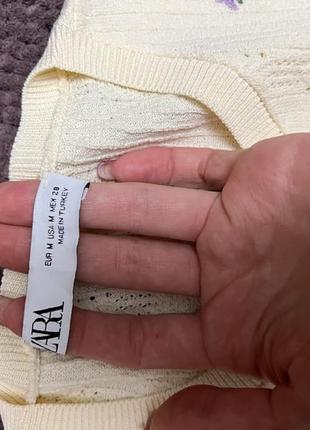 ZARA
EUR M USA M MEX 28
MADE IN TURKEY